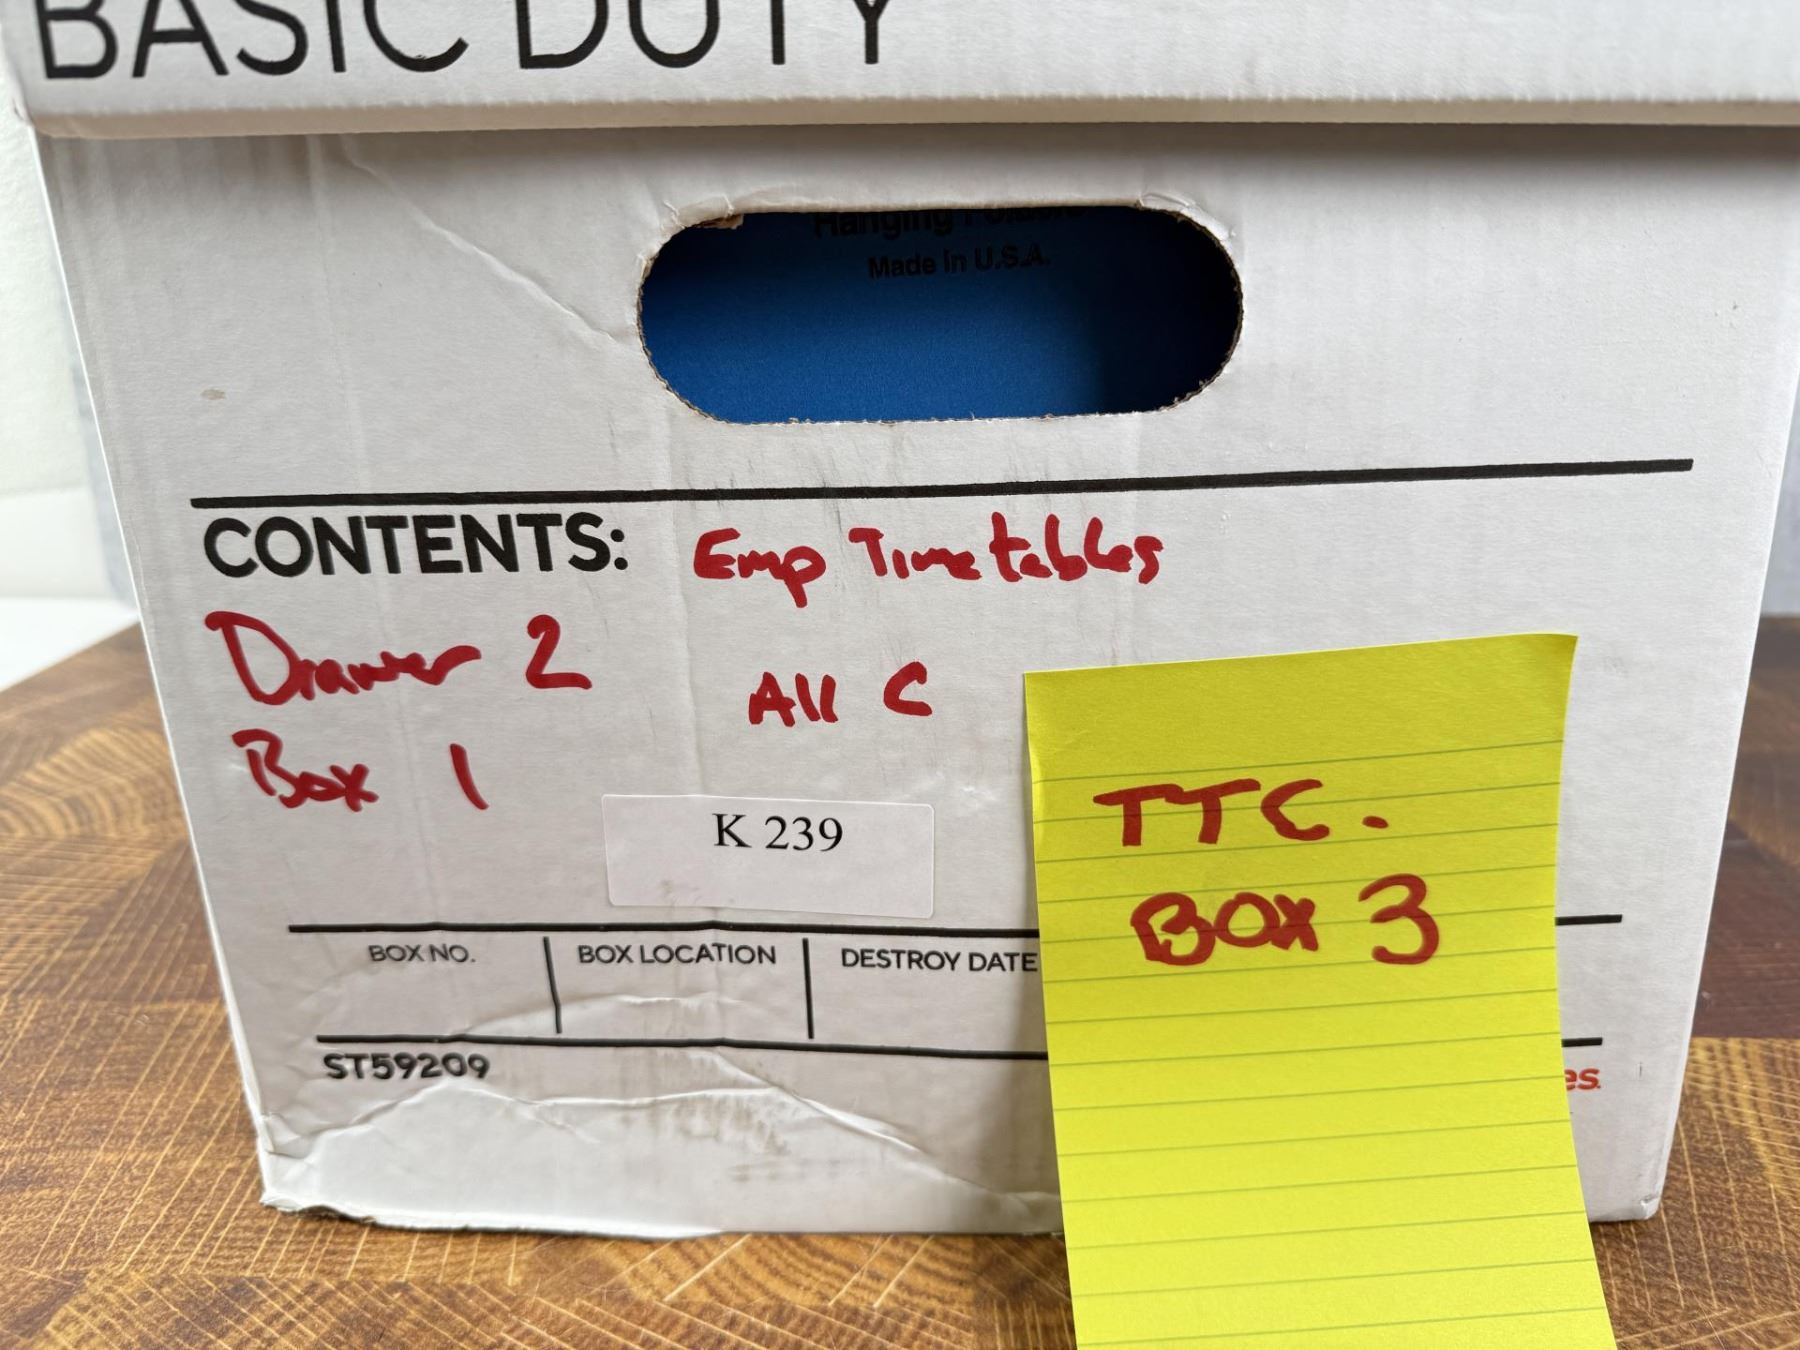 BASIC DUTY
Hanging Folders
Made in U.S.A.
CONTENTS: Emp Timetables
Drawer 2
All C
Box 1
K 239
TTC.
BOX 3
BOX NO.
BOX LOCATION
DESTROY DATE
ST59209
es.